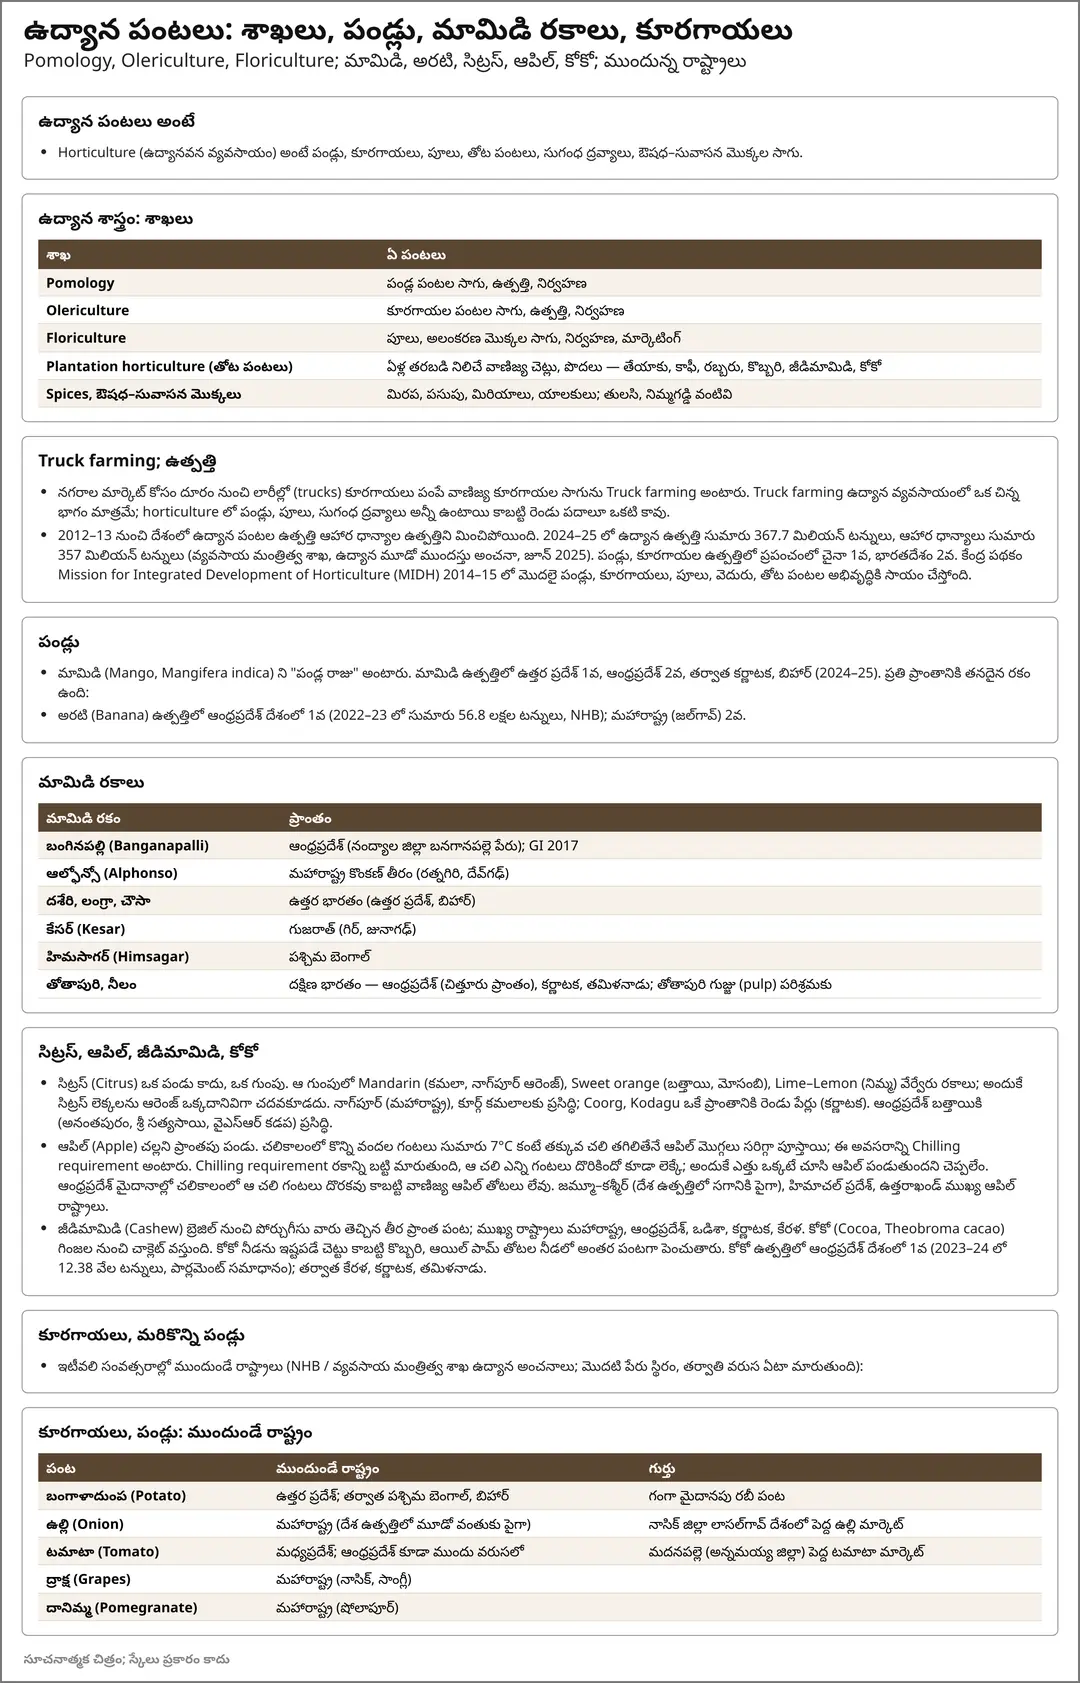 ఉద్యాన పంటలు: శాఖలు, పండ్లు, మామిడి రకాలు, కూరగాయలు
Pomology, Olericulture, Floriculture; మామిడి, అరటి, సిట్రస్, ఆపిల్, కోకో; ముందున్న రాష్ట్రాలు
ఉద్యాన పంటలు అంటే
• Horticulture (ఉద్యానవన వ్యవసాయం) అంటే పండ్లు, కూరగాయలు, పూలు, తోట పంటలు, సుగంధ ద్రవ్యాలు, ఔషధ–సువాసన మొక్కల సాగు.
ఉద్యాన శాస్త్రం: శాఖలు
శాఖ ఏ పంటలు
Pomology పండ్ల పంటల సాగు, ఉత్పత్తి, నిర్వహణ
Olericulture కూరగాయల పంటల సాగు, ఉత్పత్తి, నిర్వహణ
Floriculture పూలు, అలంకరణ మొక్కల సాగు, నిర్వహణ, మార్కెటింగ్
Plantation horticulture (తోట పంటలు) ఏళ్ల తరబడి నిలిచే వాణిజ్య చెట్లు, పొదలు — తేయాకు, కాఫీ, రబ్బరు, కొబ్బరి, జీడిమామిడి, కోకో
Spices, ఔషధ–సువాసన మొక్కలు మిరప, పసుపు, మిరియాలు, యాలకులు; తులసి, నిమ్మగడ్డి వంటివి
Truck farming; ఉత్పత్తి
• నగరాల మార్కెట్ కోసం దూరం నుంచి లారీల్లో (trucks) కూరగాయలు పంపే వాణిజ్య కూరగాయల సాగును Truck farming అంటారు. Truck farming ఉద్యాన వ్యవసాయంలో ఒక చిన్న
భాగం మాత్రమే; horticulture లో పండ్లు, పూలు, సుగంధ ద్రవ్యాలు అన్నీ ఉంటాయి కాబట్టి రెండు పదాలూ ఒకటి కావు.
• 2012–13 నుంచి దేశంలో ఉద్యాన పంటల ఉత్పత్తి ఆహార ధాన్యాల ఉత్పత్తిని మించిపోయింది. 2024–25 లో ఉద్యాన ఉత్పత్తి సుమారు 367.7 మిలియన్ టన్నులు, ఆహార ధాన్యాలు సుమారు
357 మిలియన్ టన్నులు (వ్యవసాయ మంత్రిత్వ శాఖ, ఉద్యాన మూడో ముందస్తు అంచనా, జూన్ 2025). పండ్లు, కూరగాయల ఉత్పత్తిలో ప్రపంచంలో చైనా 1వ, భారతదేశం 2వ. కేంద్ర పథకం
Mission for Integrated Development of Horticulture (MIDH) 2014–15 లో మొదలై పండ్లు, కూరగాయలు, పూలు, వెదురు, తోట పంటల అభివృద్ధికి సాయం చేస్తోంది.
పండ్లు
• మామిడి (Mango, Mangifera indica) ని "పండ్ల రాజు" అంటారు. మామిడి ఉత్పత్తిలో ఉత్తర ప్రదేశ్ 1వ, ఆంధ్రప్రదేశ్ 2వ, తర్వాత కర్ణాటక, బిహార్ (2024–25). ప్రతి ప్రాంతానికి తనదైన రకం
ఉంది:
• అరటి (Banana) ఉత్పత్తిలో ఆంధ్రప్రదేశ్ దేశంలో 1వ (2022–23 లో సుమారు 56.8 లక్షల టన్నులు, NHB); మహారాష్ట్ర (జల్‌గావ్) 2వ.
మామిడి రకాలు
మామిడి రకం ప్రాంతం
బంగినపల్లి (Banganapalli) ఆంధ్రప్రదేశ్ (నంద్యాల జిల్లా బనగానపల్లె పేరు); GI 2017
ఆల్ఫోన్సో (Alphonso) మహారాష్ట్ర కొంకణ్ తీరం (రత్నగిరి, దేవ్‌గఢ్)
దశేరి, లంగ్రా, చౌసా ఉత్తర భారతం (ఉత్తర ప్రదేశ్, బిహార్)
కేసర్ (Kesar) గుజరాత్ (గిర్, జునాగఢ్)
హిమసాగర్ (Himsagar) పశ్చిమ బెంగాల్
తోతాపురి, నీలం దక్షిణ భారతం — ఆంధ్రప్రదేశ్ (చిత్తూరు ప్రాంతం), కర్ణాటక, తమిళనాడు; తోతాపురి గుజ్జు (pulp) పరిశ్రమకు
సిట్రస్, ఆపిల్, జీడిమామిడి, కోకో
• సిట్రస్ (Citrus) ఒక పండు కాదు, ఒక గుంపు. ఆ గుంపులో Mandarin (కమలా, నాగ్‌పూర్ ఆరెంజ్), Sweet orange (బత్తాయి, మోసంబి), Lime–Lemon (నిమ్మ) వేర్వేరు రకాలు; అందుకే
సిట్రస్ లెక్కలను ఆరెంజ్ ఒక్కదానివిగా చదవకూడదు. నాగ్‌పూర్ (మహారాష్ట్ర), కూర్గ్ కమలాలకు ప్రసిద్ధి; Coorg, Kodagu ఒకే ప్రాంతానికి రెండు పేర్లు (కర్ణాటక). ఆంధ్రప్రదేశ్ బత్తాయికి
(అనంతపురం, శ్రీ సత్యసాయి, వైఎస్ఆర్ కడప) ప్రసిద్ధి.
• ఆపిల్ (Apple) చల్లని ప్రాంతపు పండు. చలికాలంలో కొన్ని వందల గంటలు సుమారు 7°C కంటే తక్కువ చలి తగిలితేనే ఆపిల్ మొగ్గలు సరిగ్గా పూస్తాయి; ఈ అవసరాన్ని Chilling
requirement అంటారు. Chilling requirement రకాన్ని బట్టి మారుతుంది, ఆ చలి ఎన్ని గంటలు దొరికిందో కూడా లెక్కే; అందుకే ఎత్తు ఒక్కటే చూసి ఆపిల్ పండుతుందని చెప్పలేం.
ఆంధ్రప్రదేశ్ మైదానాల్లో చలికాలంలో ఆ చలి గంటలు దొరకవు కాబట్టి వాణిజ్య ఆపిల్ తోటలు లేవు. జమ్మూ–కశ్మీర్ (దేశ ఉత్పత్తిలో సగానికి పైగా), హిమాచల్ ప్రదేశ్, ఉత్తరాఖండ్ ముఖ్య ఆపిల్
రాష్ట్రాలు.
• జీడిమామిడి (Cashew) బ్రెజిల్ నుంచి పోర్చుగీసు వారు తెచ్చిన తీర ప్రాంత పంట; ముఖ్య రాష్ట్రాలు మహారాష్ట్ర, ఆంధ్రప్రదేశ్, ఒడిశా, కర్ణాటక, కేరళ. కోకో (Cocoa, Theobroma cacao)
గింజల నుంచి చాక్లెట్ వస్తుంది. కోకో నీడను ఇష్టపడే చెట్టు కాబట్టి కొబ్బరి, ఆయిల్ పామ్ తోటల నీడలో అంతర పంటగా పెంచుతారు. కోకో ఉత్పత్తిలో ఆంధ్రప్రదేశ్ దేశంలో 1వ (2023–24 లో
12.38 వేల టన్నులు, పార్లమెంట్ సమాధానం); తర్వాత కేరళ, కర్ణాటక, తమిళనాడు.
కూరగాయలు, మరికొన్ని పండ్లు
• ఇటీవలి సంవత్సరాల్లో ముందుండే రాష్ట్రాలు (NHB / వ్యవసాయ మంత్రిత్వ శాఖ ఉద్యాన అంచనాలు; మొదటి పేరు స్థిరం, తర్వాతి వరుస ఏటా మారుతుంది):
కూరగాయలు, పండ్లు: ముందుండే రాష్ట్రం
పంట ముందుండే రాష్ట్రం గుర్తు
బంగాళాదుంప (Potato) ఉత్తర ప్రదేశ్; తర్వాత పశ్చిమ బెంగాల్, బిహార్ గంగా మైదానపు రబీ పంట
ఉల్లి (Onion) మహారాష్ట్ర (దేశ ఉత్పత్తిలో మూడో వంతుకు పైగా) నాసిక్ జిల్లా లాసల్‌గావ్ దేశంలో పెద్ద ఉల్లి మార్కెట్
టమాటా (Tomato) మధ్యప్రదేశ్; ఆంధ్రప్రదేశ్ కూడా ముందు వరుసలో మదనపల్లె (అన్నమయ్య జిల్లా) పెద్ద టమాటా మార్కెట్
ద్రాక్ష (Grapes) మహారాష్ట్ర (నాసిక్, సాంగ్లీ)
దానిమ్మ (Pomegranate) మహారాష్ట్ర (షోలాపూర్)
సూచనాత్మక చిత్రం; స్కేలు ప్రకారం కాదు